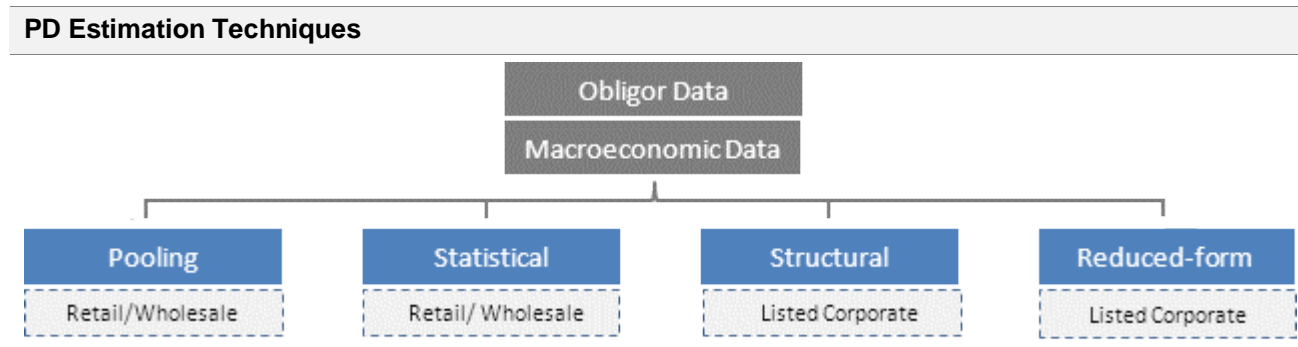 PD Estimation Techniques
Obligor Data
Macroeconomic Data
Pooling
Statistical
Structural
Reduced-form
Retail/Wholesale
Retail/ Wholesale
Listed Corporate
Listed Corporate